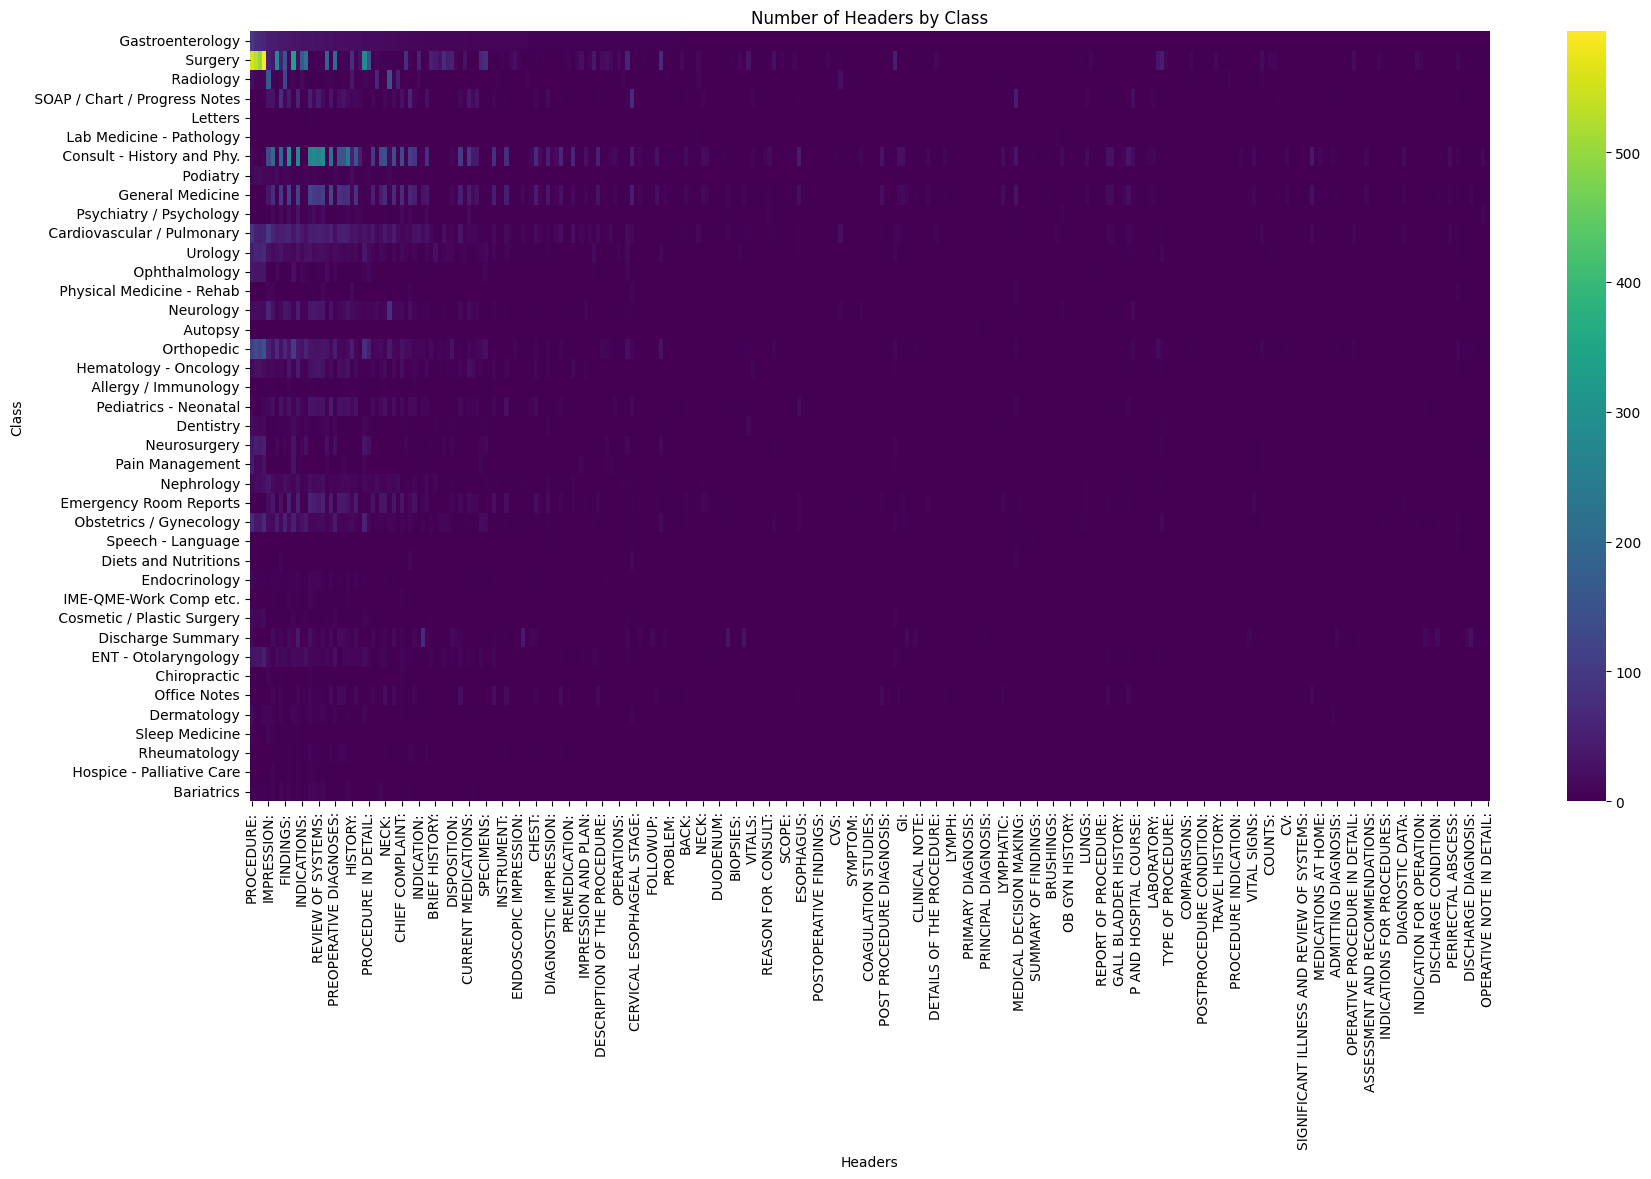 Number of Headers by Class
Class
Gastroenterology
Surgery
Radiology
SOAP / Chart / Progress Notes
Letters
Lab Medicine - Pathology
Consult - History and Phy.
Podiatry
General Medicine
Psychiatry / Psychology
Cardiovascular / Pulmonary
Urology
Ophthalmology
Physical Medicine - Rehab
Neurology
Autopsy
Orthopedic
Hematology - Oncology
Allergy / Immunology
Pediatrics - Neonatal
Dentistry
Neurosurgery
Pain Management
Nephrology
Emergency Room Reports
Obstetrics / Gynecology
Speech - Language
Diets and Nutritions
Endocrinology
IME-QME-Work Comp etc.
Cosmetic / Plastic Surgery
Discharge Summary
ENT - Otolaryngology
Chiropractic
Office Notes
Dermatology
Sleep Medicine
Rheumatology
Hospice - Palliative Care
Bariatrics
PROCEDURE:
IMPRESSION:
FINDINGS:
INDICATIONS:
REVIEW OF SYSTEMS:
PREOPERATIVE DIAGNOSES:
HISTORY:
PROCEDURE IN DETAIL:
NECK:
CHIEF COMPLAINT:
INDICATION:
BRIEF HISTORY:
DISPOSITION:
CURRENT MEDICATIONS:
SPECIMENS:
INSTRUMENT:
ENDOSCOPIC IMPRESSION:
CHEST:
DIAGNOSTIC IMPRESSION:
PREMEDICATION:
IMPRESSION AND PLAN:
DESCRIPTION OF THE PROCEDURE:
OPERATIONS:
CERVICAL ESOPHAGEAL STAGE:
FOLLOWUP:
PROBLEM:
BACK:
NECK:
DUODENUM:
BIOPSIES:
VITALS:
REASON FOR CONSULT:
SCOPE:
ESOPHAGUS:
POSTOPERATIVE FINDINGS:
CVS:
SYMPTOM:
COAGULATION STUDIES:
POST PROCEDURE DIAGNOSIS:
GI:
CLINICAL NOTE:
DETAILS OF THE PROCEDURE:
LYMPH:
PRIMARY DIAGNOSIS:
PRINCIPAL DIAGNOSIS:
LYMPHATIC:
MEDICAL DECISION MAKING:
SUMMARY OF FINDINGS:
BRUSHINGS:
OB GYN HISTORY:
LUNGS:
REPORT OF PROCEDURE:
GALL BLADDER HISTORY:
P AND HOSPITAL COURSE:
LABORATORY:
TYPE OF PROCEDURE:
COMPARISONS:
POSTPROCEDURE CONDITION:
TRAVEL HISTORY:
PROCEDURE INDICATION:
VITAL SIGNS:
COUNTS:
CV:
SIGNIFICANT ILLNESS AND REVIEW OF SYSTEMS:
MEDICATIONS AT HOME:
ADMITTING DIAGNOSIS:
OPERATIVE PROCEDURE IN DETAIL:
ASSESSMENT AND RECOMMENDATIONS:
INDICATIONS FOR PROCEDURES:
DIAGNOSTIC DATA:
INDICATION FOR OPERATION:
DISCHARGE CONDITION:
PERIRECTAL ABSCESS:
DISCHARGE DIAGNOSIS:
OPERATIVE NOTE IN DETAIL:
Headers
500
400
300
200
100
0